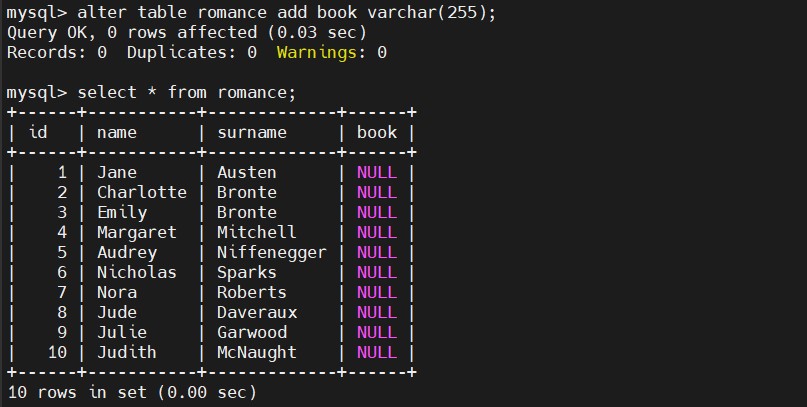 mysql> alter table romance add book varchar(255);
Query OK, 0 rows affected (0.03 sec)
Records: 0  Duplicates: 0  Warnings: 0

mysql> select * from romance;
+------+-----------+-------------+------+
| id   | name      | surname     | book |
+------+-----------+-------------+------+
|    1 | Jane      | Austen      | NULL |
|    2 | Charlotte | Bronte      | NULL |
|    3 | Emily     | Bronte      | NULL |
|    4 | Margaret  | Mitchell    | NULL |
|    5 | Audrey    | Niffenegger | NULL |
|    6 | Nicholas  | Sparks      | NULL |
|    7 | Nora      | Roberts     | NULL |
|    8 | Jude      | Daveraux    | NULL |
|    9 | Julie     | Garwood     | NULL |
|   10 | Judith    | McNaught    | NULL |
+------+-----------+-------------+------+
10 rows in set (0.00 sec)